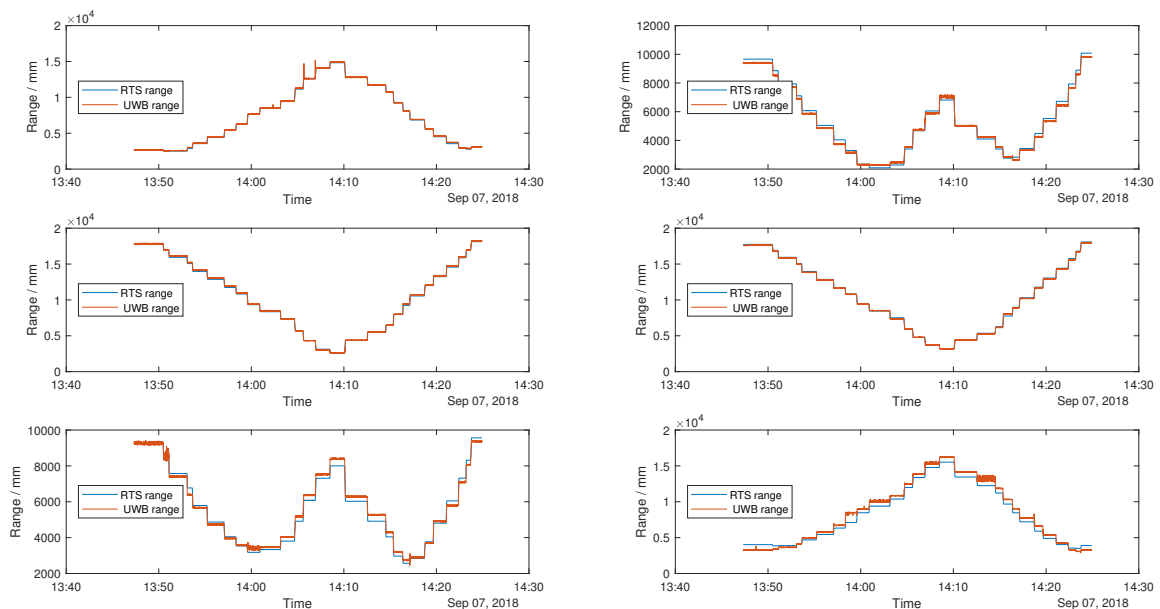 ×10⁴
2
1.5
1
0.5
0
Range / mm
RTS range
UWB range
13:40 13:50 14:00 14:10 14:20 14:30
Time
Sep 07, 2018
12000
10000
8000
6000
4000
2000
Range / mm
RTS range
UWB range
13:40 13:50 14:00 14:10 14:20 14:30
Time
Sep 07, 2018
×10⁴
2
1.5
1
0.5
0
Range / mm
RTS range
UWB range
13:40 13:50 14:00 14:10 14:20 14:30
Time
Sep 07, 2018
×10⁴
2
1.5
1
0.5
0
Range / mm
RTS range
UWB range
13:40 13:50 14:00 14:10 14:20 14:30
Time
Sep 07, 2018
10000
8000
6000
4000
2000
Range / mm
RTS range
UWB range
13:40 13:50 14:00 14:10 14:20 14:30
Time
Sep 07, 2018
×10⁴
2
1.5
1
0.5
0
Range / mm
RTS range
UWB range
13:40 13:50 14:00 14:10 14:20 14:30
Time
Sep 07, 2018